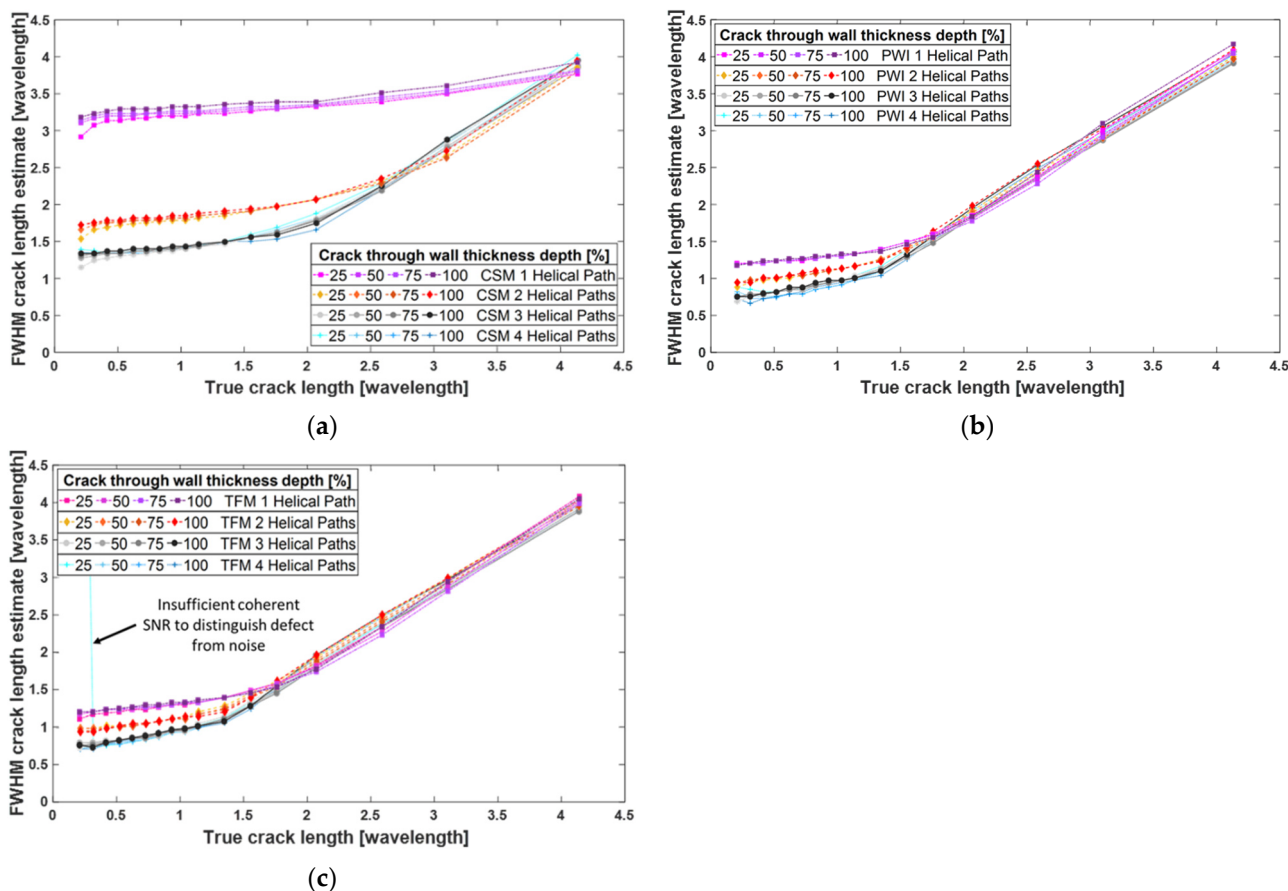 4.5
4
3.5
3
2.5
2
1.5
1
0.5
0
FWHM crack length estimate [wavelength]
Crack through wall thickness depth [%]
25 50 75 100 CSM 1 Helical Path
25 50 75 100 CSM 2 Helical Paths
25 50 75 100 CSM 3 Helical Paths
25 50 75 100 CSM 4 Helical Paths
0 0.5 1 1.5 2 2.5 3 3.5 4 4.5
True crack length [wavelength]
(a)
4.5
4
3.5
3
2.5
2
1.5
1
0.5
0
FWHM crack length estimate [wavelength]
Crack through wall thickness depth [%]
25 50 75 100 PWI 1 Helical Path
25 50 75 100 PWI 2 Helical Paths
25 50 75 100 PWI 3 Helical Paths
25 50 75 100 PWI 4 Helical Paths
0 0.5 1 1.5 2 2.5 3 3.5 4 4.5
True crack length [wavelength]
(b)
4.5
4
3.5
3
2.5
2
1.5
1
0.5
0
FWHM crack length estimate [wavelength]
Crack through wall thickness depth [%]
25 50 75 100 TFM 1 Helical Path
25 50 75 100 TFM 2 Helical Paths
25 50 75 100 TFM 3 Helical Paths
25 50 75 100 TFM 4 Helical Paths
Insufficient coherent
SNR to distinguish defect
from noise
0 0.5 1 1.5 2 2.5 3 3.5 4 4.5
True crack length [wavelength]
(c)